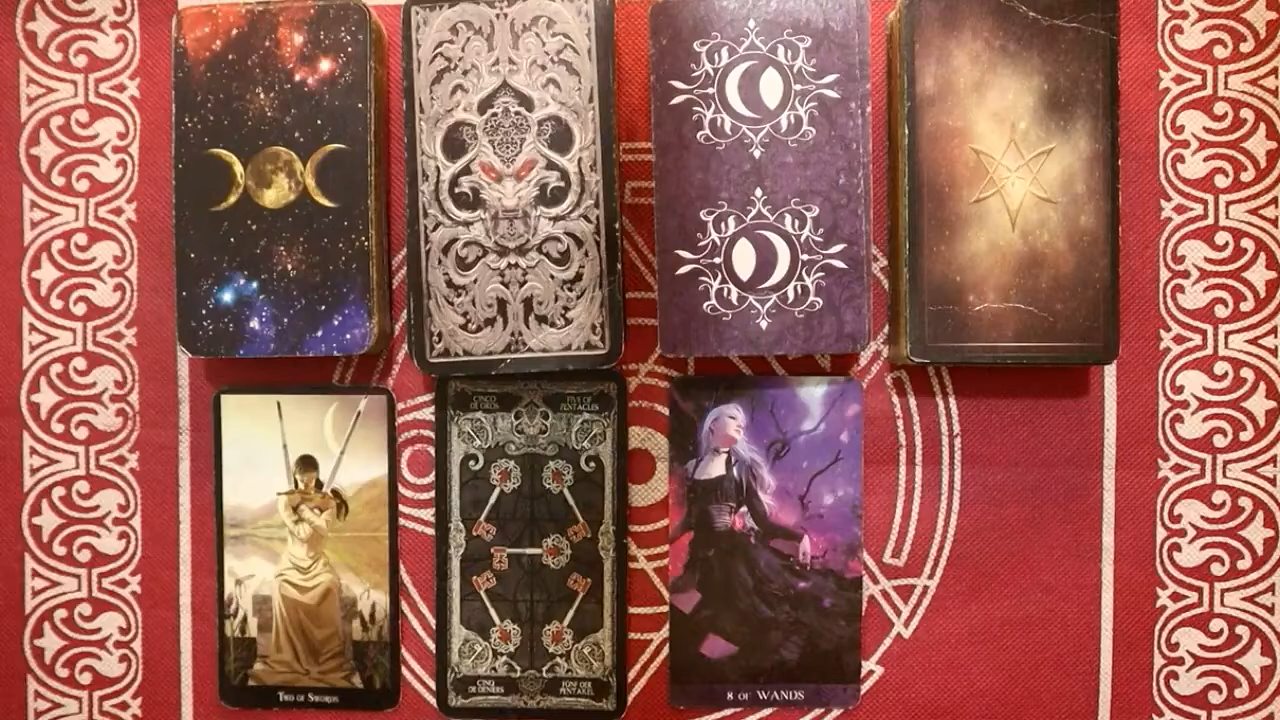 CINCO
DE OROS
FIVE OF
PENTACLES
CINQ
DE DENIERS
FÜNF DER
PENTAKEL
TWO OF SWORDS
8 OF WANDS